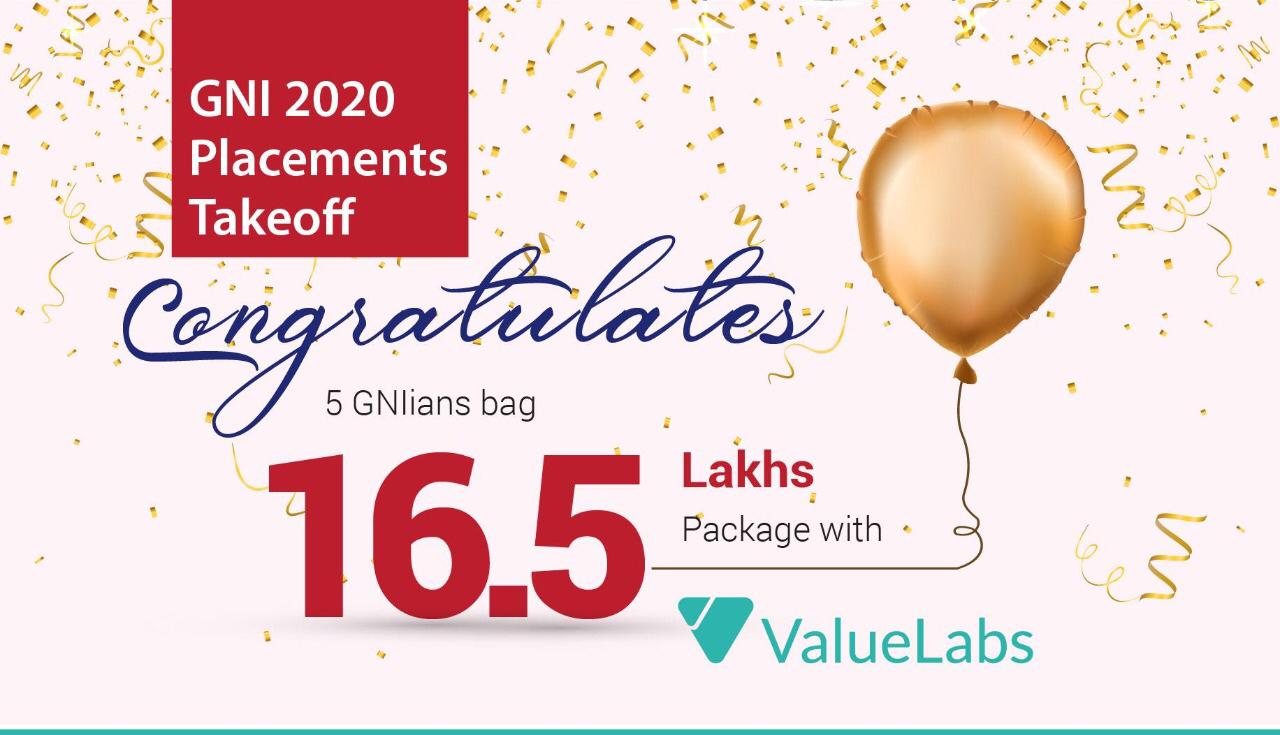 GNI 2020
Placements
Takeoff
Congratulates
5 GNIians bag
16.5
Lakhs
Package with
ValueLabs